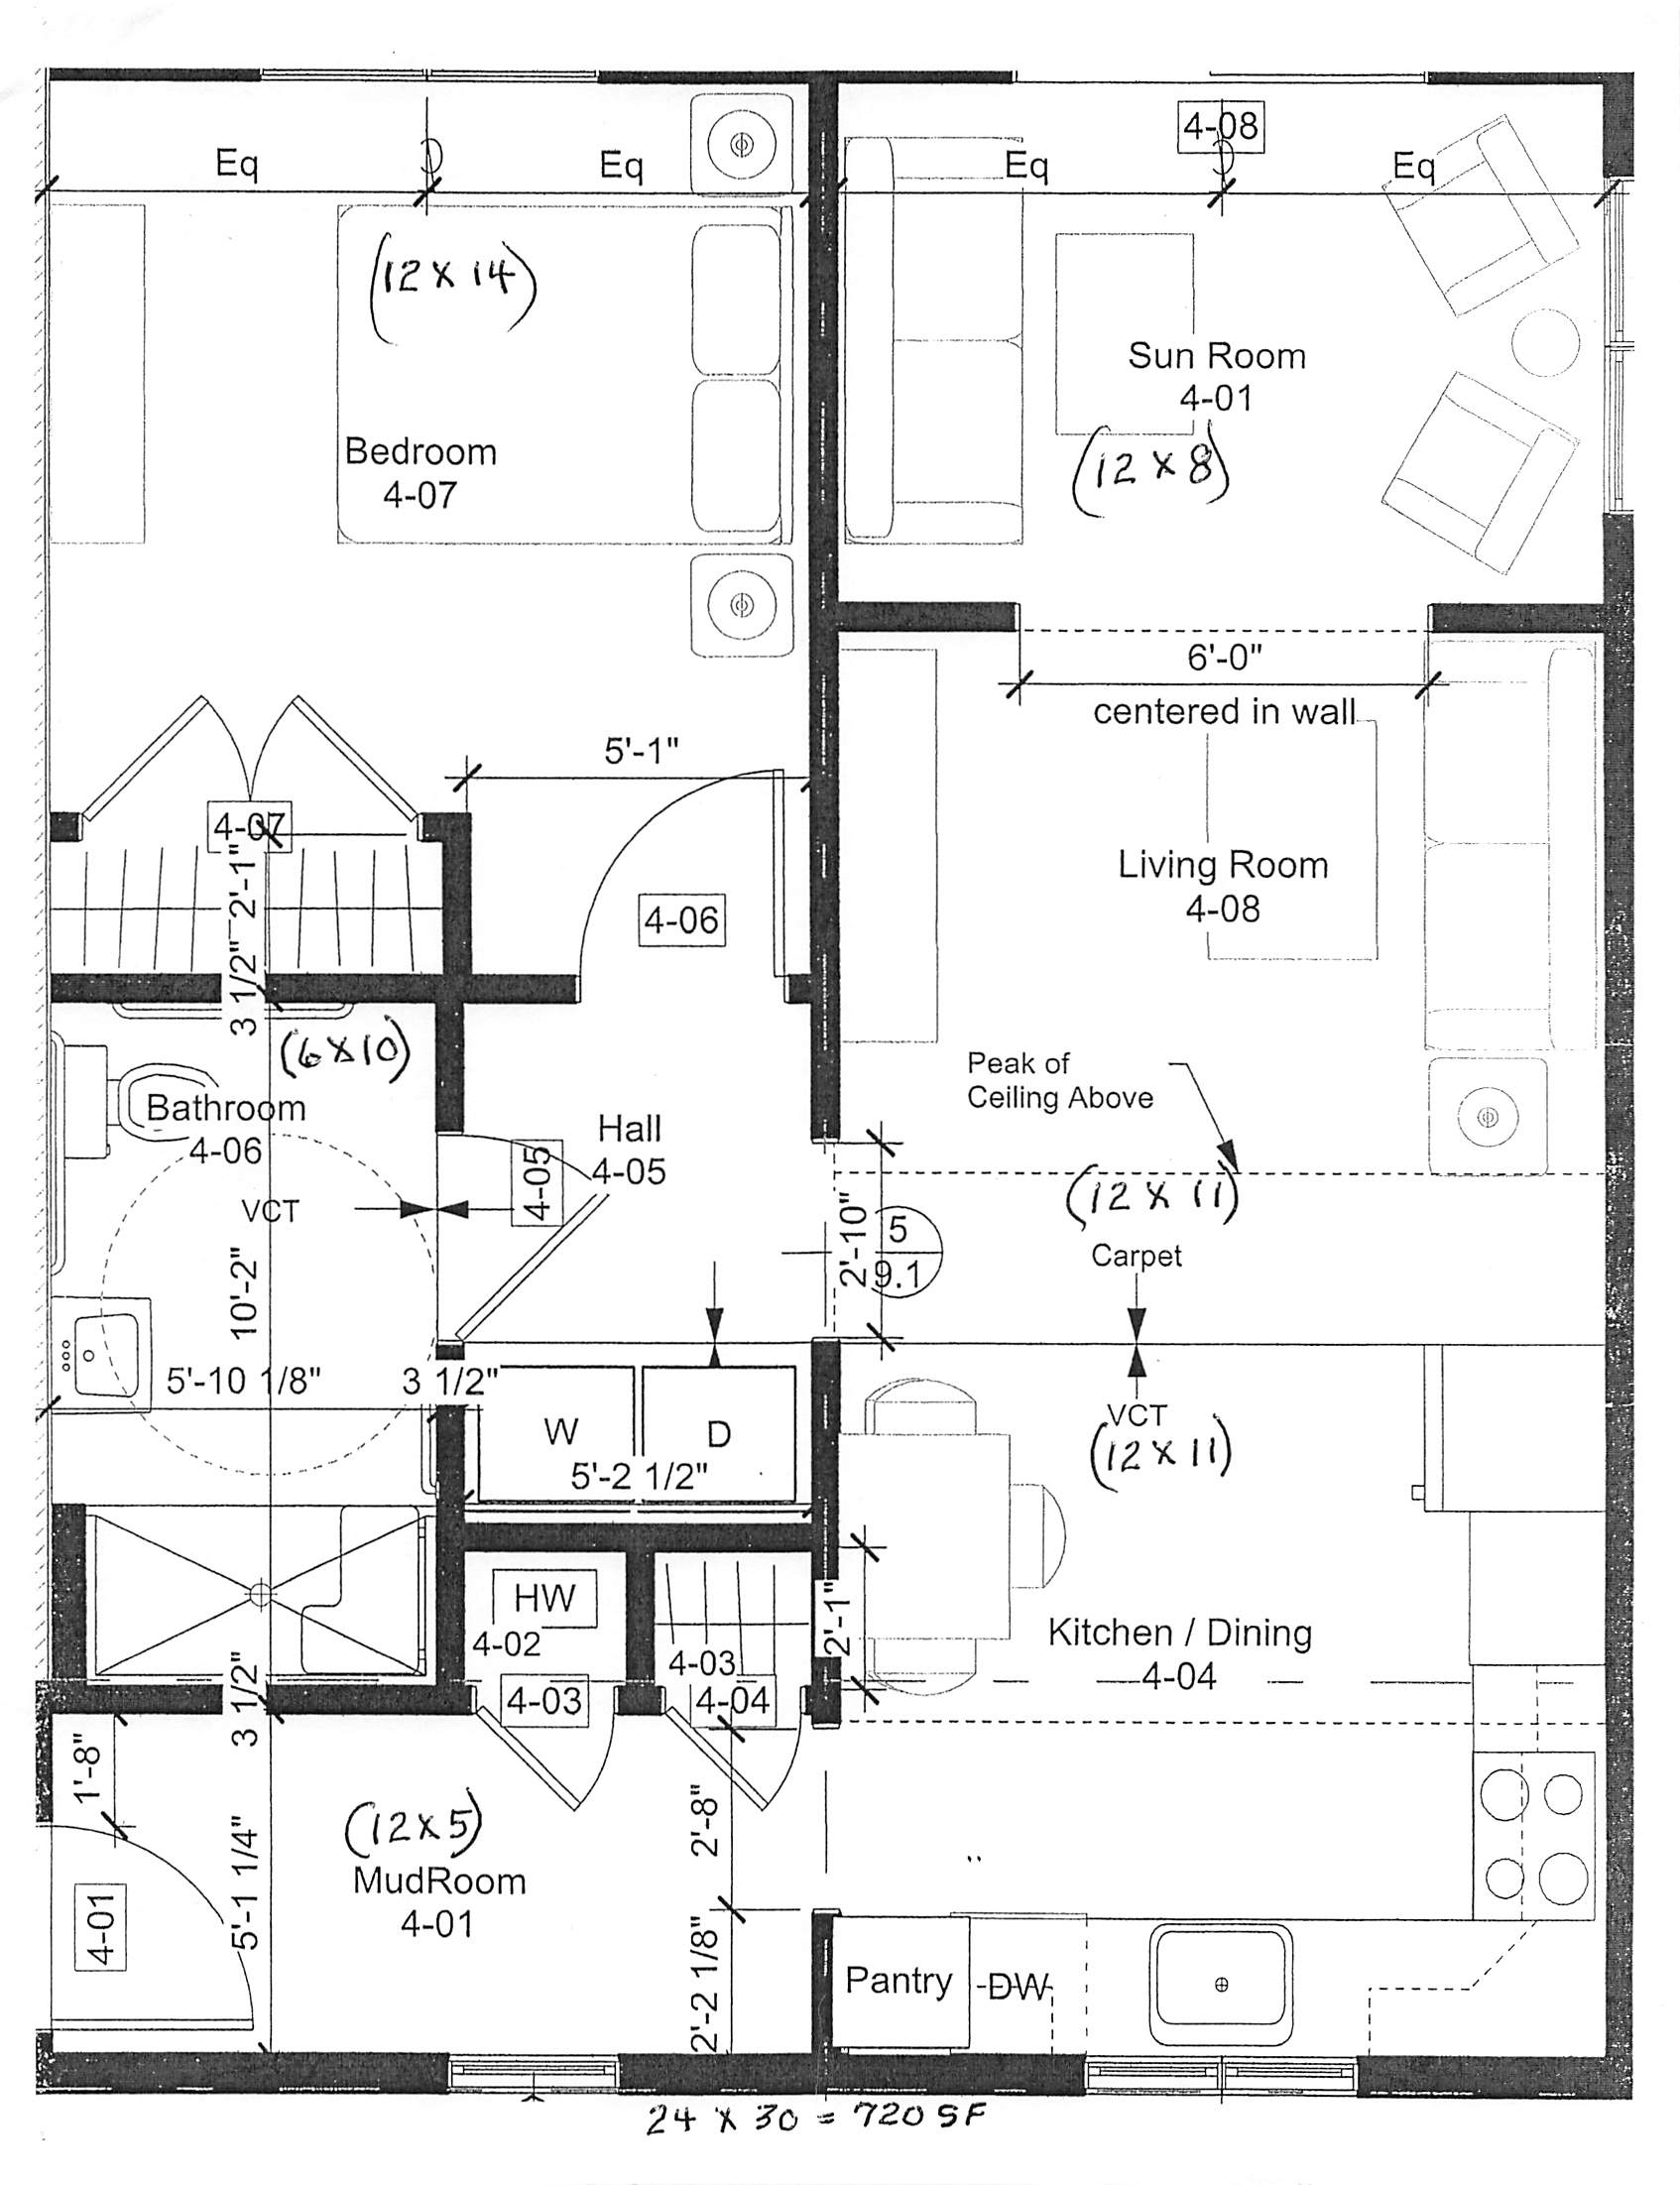 4-08
Eq
Eq
Eq
Eq
(12 x 14)
Sun Room
4-01
(12 x 8)
Bedroom
4-07
6'-0"
centered in wall
5'-1"
4-07
2'-1"
3 1/2"
4-06
Living Room
4-08
(6 x 10)
Bathroom
4-06
Hall
4-05
4-05
Peak of
Ceiling Above
VCT
10'-2"
2'-10"
5
9.1
(12 x 11)
Carpet
5'-10 1/8"
3 1/2"
W
D
5'-2 1/2"
VCT
(12 x 11)
HW
4-02
4-03
4-03
4-04
2'-1"
Kitchen / Dining
4-04
3 1/2"
1'-8"
5'-1 1/4"
4-01
(12 x 5)
MudRoom
4-01
2'-8"
2'-2 1/8"
Pantry
DW
24 x 30 = 720 SF